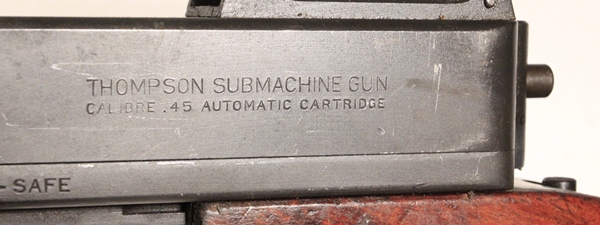 THOMPSON SUBMACHINE GUN
CALIBRE .45 AUTOMATIC CARTRIDGE
- SAFE